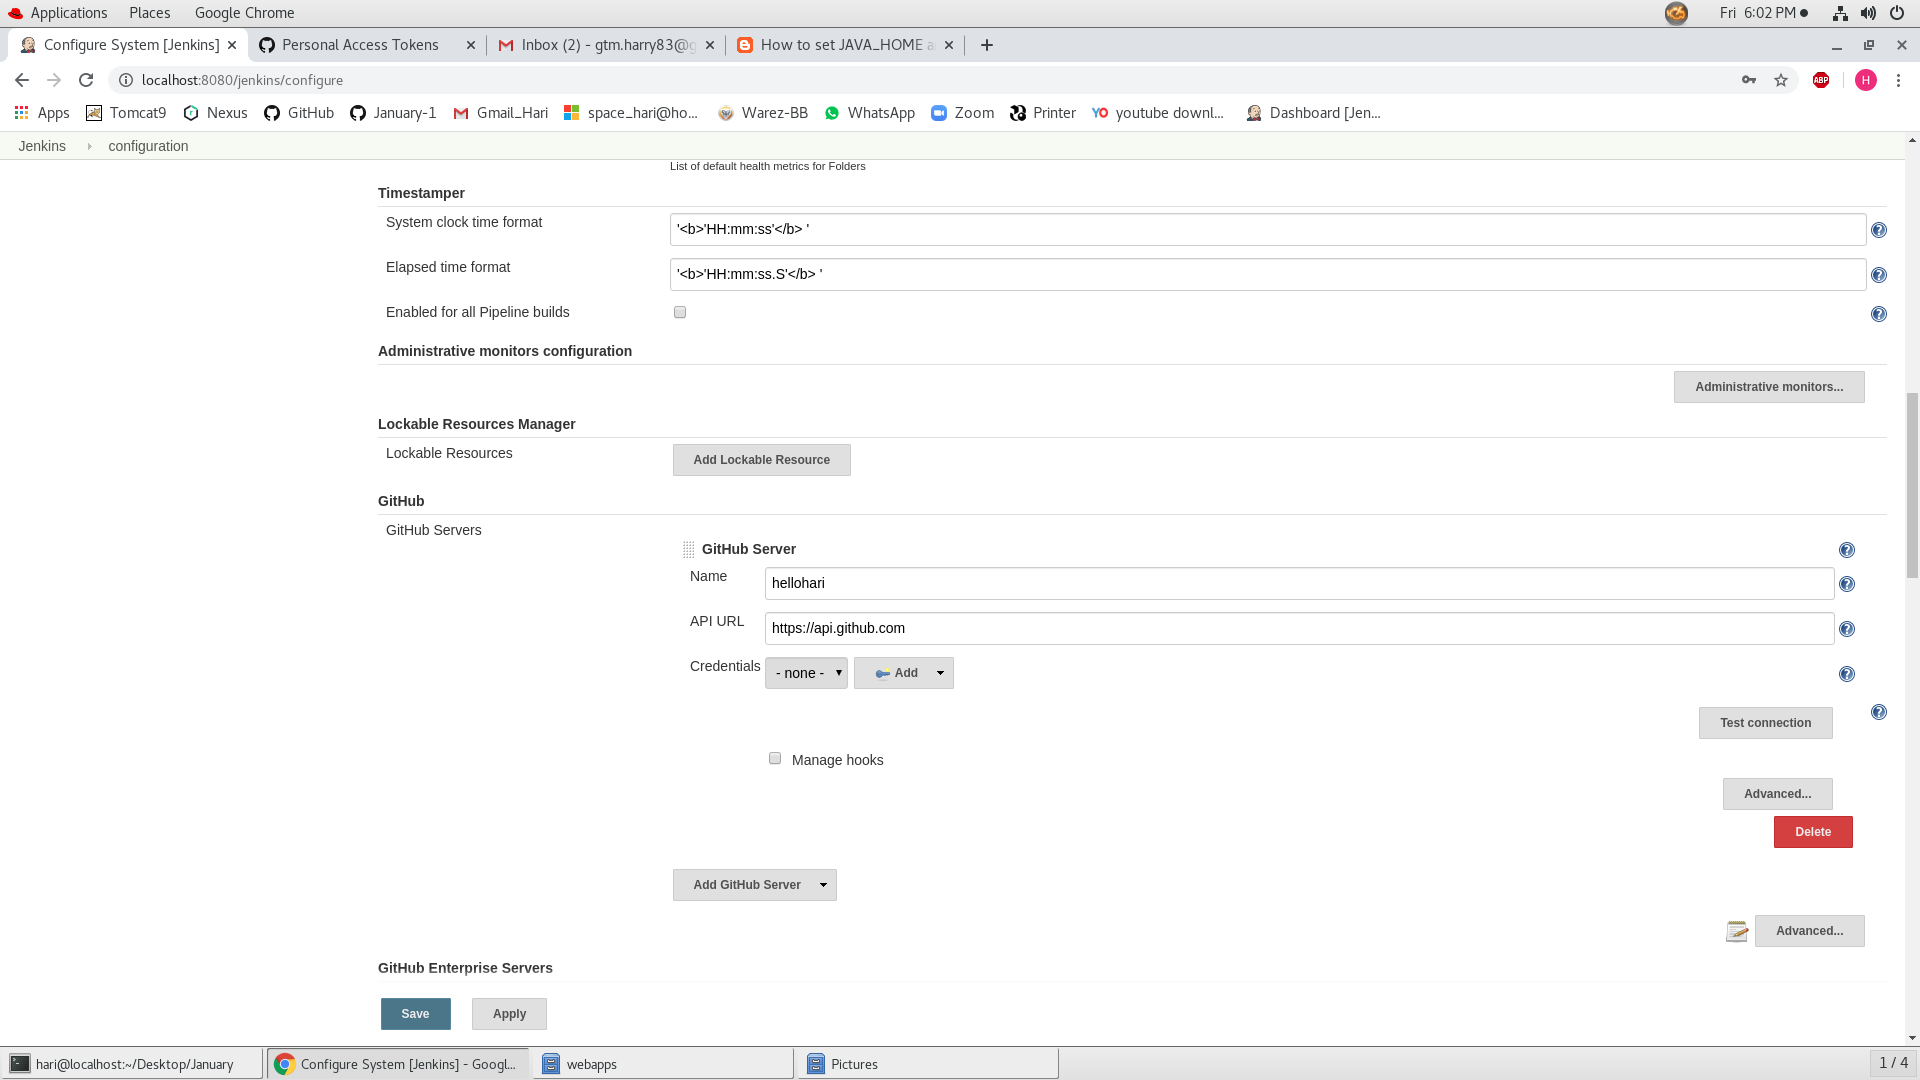 Applications Places Google Chrome Fri 6:02 PM
Configure System [Jenkins] Personal Access Tokens Inbox (2) - gtm.harry83@g How to set JAVA_HOME a
localhost:8080/jenkins/configure ABP H
Apps Tomcat9 Nexus GitHub January-1 Gmail_Hari space_hari@ho... Warez-BB WhatsApp Zoom Printer YO youtube downl... Dashboard [Jen...
Jenkins configuration
List of default health metrics for Folders
Timestamper
System clock time format '<b>'HH:mm:ss'</b> '
Elapsed time format '<b>'HH:mm:ss.S'</b> '
Enabled for all Pipeline builds
Administrative monitors configuration
Administrative monitors...
Lockable Resources Manager
Lockable Resources Add Lockable Resource
GitHub
GitHub Servers
GitHub Server
Name hellohari
API URL https://api.github.com
Credentials - none - Add
Test connection
Manage hooks
Advanced...
Delete
Add GitHub Server
Advanced...
GitHub Enterprise Servers
Save Apply
hari@localhost:~/Desktop/January Configure System [Jenkins] - Googl... webapps Pictures 1 / 4